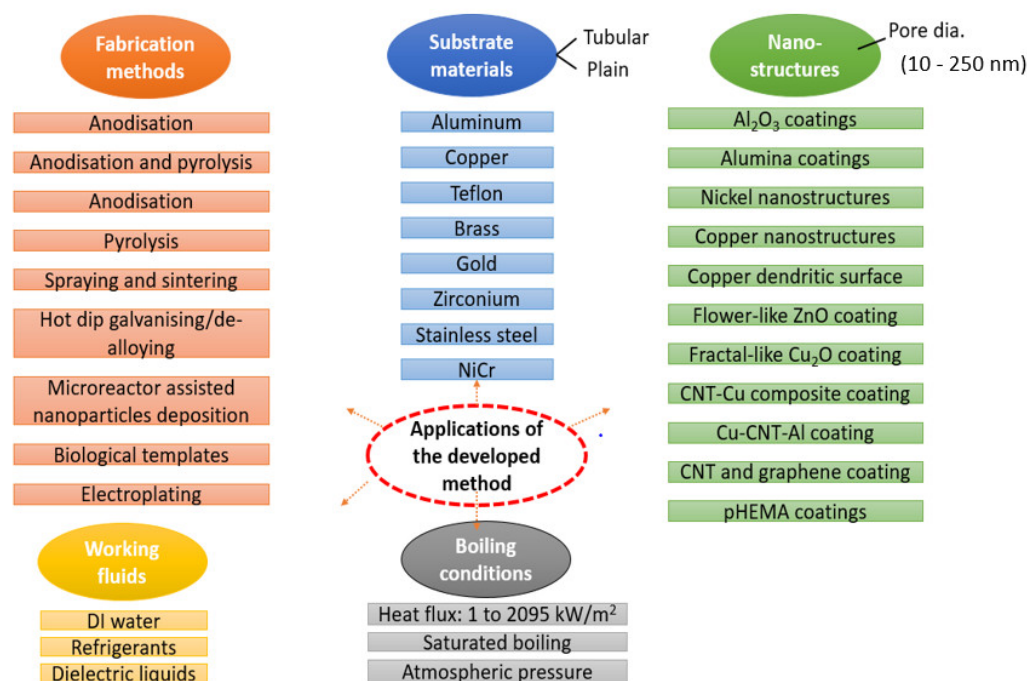 Fabrication
methods
Anodisation
Anodisation and pyrolysis
Anodisation
Pyrolysis
Spraying and sintering
Hot dip galvanising/de-
alloying
Microreactor assisted
nanoparticles deposition
Biological templates
Electroplating
Substrate
materials
Tubular
Plain
Aluminum
Copper
Teflon
Brass
Gold
Zirconium
Stainless steel
NiCr
Nano-
structures
Pore dia.
(10 - 250 nm)
Al₂O₃ coatings
Alumina coatings
Nickel nanostructures
Copper nanostructures
Copper dendritic surface
Flower-like ZnO coating
Fractal-like Cu₂O coating
CNT-Cu composite coating
Cu-CNT-Al coating
CNT and graphene coating
pHEMA coatings
Applications of
the developed
method
Working
fluids
DI water
Refrigerants
Dielectric liquids
Boiling
conditions
Heat flux: 1 to 2095 kW/m²
Saturated boiling
Atmospheric pressure